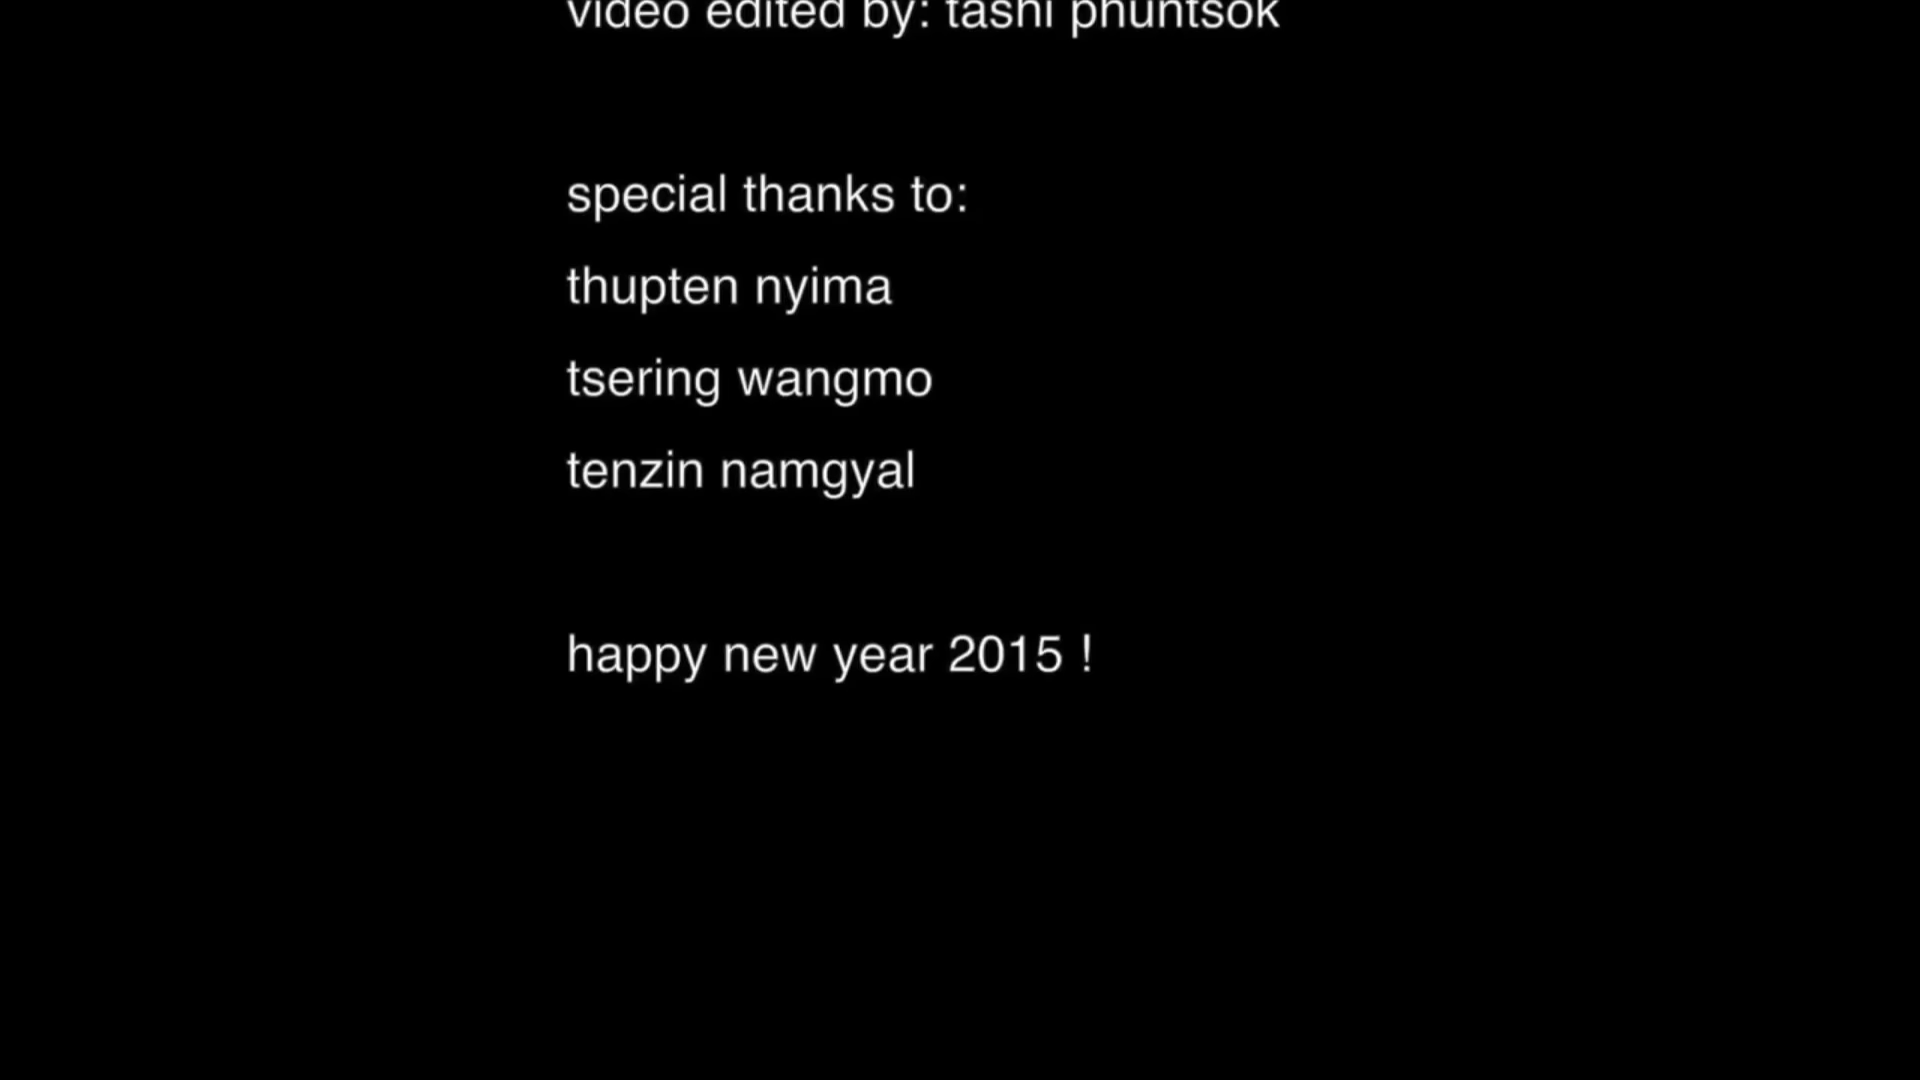 video edited by: tashi phuntsok
special thanks to:
thupten nyima
tsering wangmo
tenzin namgyal
happy new year 2015 !